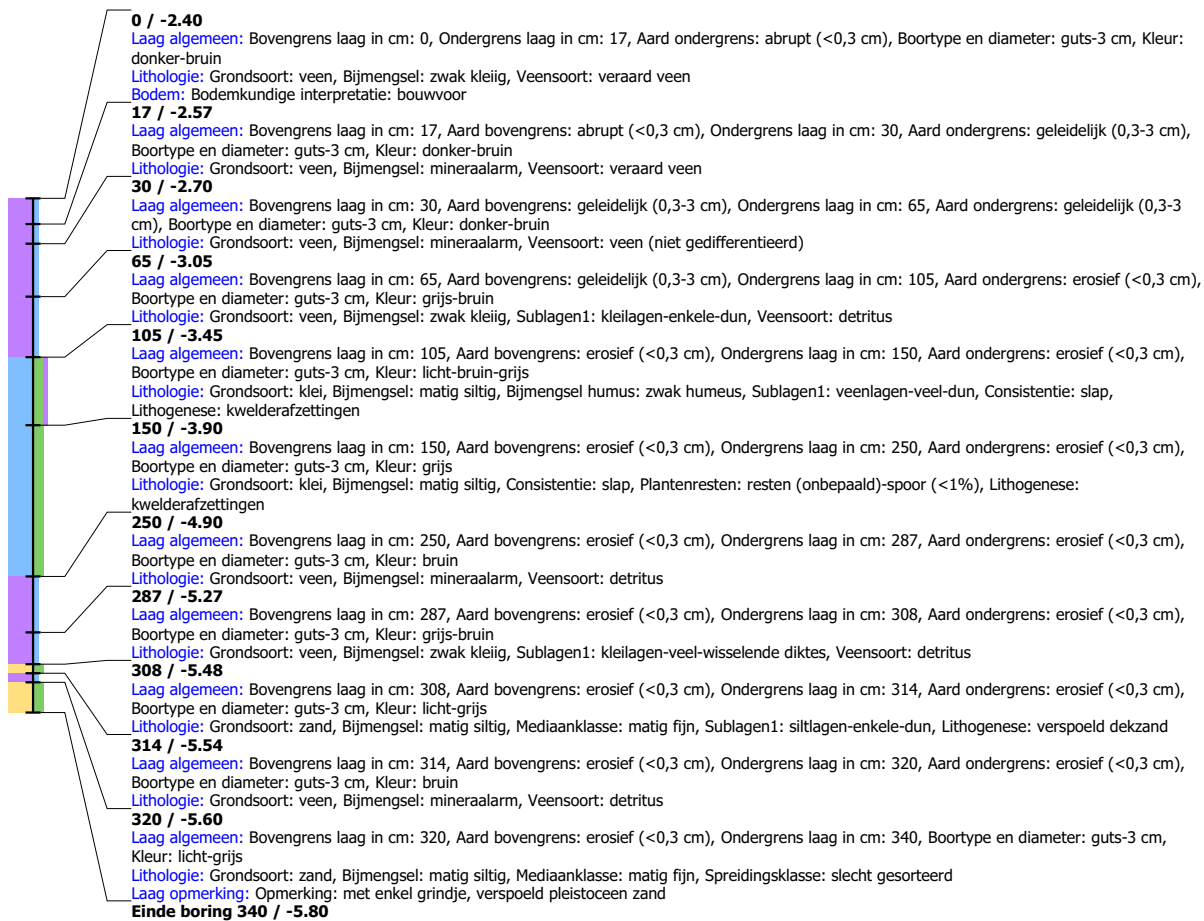 0 / -2.40
Laag algemeen: Bovengrens laag in cm: 0, Ondergrens laag in cm: 17, Aard ondergrens: abrupt (<0,3 cm), Boortype en diameter: guts-3 cm, Kleur:
donker-bruin
Lithologie: Grondsoort: veen, Bijmengsel: zwak kleiig, Veensoort: veraard veen
Bodem: Bodemkundige interpretatie: bouwvoor
17 / -2.57
Laag algemeen: Bovengrens laag in cm: 17, Aard bovengrens: abrupt (<0,3 cm), Ondergrens laag in cm: 30, Aard ondergrens: geleidelijk (0,3-3 cm),
Boortype en diameter: guts-3 cm, Kleur: donker-bruin
Lithologie: Grondsoort: veen, Bijmengsel: mineraalarm, Veensoort: veraard veen
30 / -2.70
Laag algemeen: Bovengrens laag in cm: 30, Aard bovengrens: geleidelijk (0,3-3 cm), Ondergrens laag in cm: 65, Aard ondergrens: geleidelijk (0,3-3
cm), Boortype en diameter: guts-3 cm, Kleur: donker-bruin
Lithologie: Grondsoort: veen, Bijmengsel: mineraalarm, Veensoort: veen (niet gedifferentieerd)
65 / -3.05
Laag algemeen: Bovengrens laag in cm: 65, Aard bovengrens: geleidelijk (0,3-3 cm), Ondergrens laag in cm: 105, Aard ondergrens: erosief (<0,3 cm),
Boortype en diameter: guts-3 cm, Kleur: grijs-bruin
Lithologie: Grondsoort: veen, Bijmengsel: zwak kleiig, Sublagen1: kleilagen-enkele-dun, Veensoort: detritus
105 / -3.45
Laag algemeen: Bovengrens laag in cm: 105, Aard bovengrens: erosief (<0,3 cm), Ondergrens laag in cm: 150, Aard ondergrens: erosief (<0,3 cm),
Boortype en diameter: guts-3 cm, Kleur: licht-bruin-grijs
Lithologie: Grondsoort: klei, Bijmengsel: matig siltig, Bijmengsel humus: zwak humeus, Sublagen1: veenlagen-veel-dun, Consistentie: slap,
Lithogenese: kwelderafzettingen
150 / -3.90
Laag algemeen: Bovengrens laag in cm: 150, Aard bovengrens: erosief (<0,3 cm), Ondergrens laag in cm: 250, Aard ondergrens: erosief (<0,3 cm),
Boortype en diameter: guts-3 cm, Kleur: grijs
Lithologie: Grondsoort: klei, Bijmengsel: matig siltig, Consistentie: slap, Plantenresten: resten (onbepaald)-spoor (<1%), Lithogenese:
kwelderafzettingen
250 / -4.90
Laag algemeen: Bovengrens laag in cm: 250, Aard bovengrens: erosief (<0,3 cm), Ondergrens laag in cm: 287, Aard ondergrens: erosief (<0,3 cm),
Boortype en diameter: guts-3 cm, Kleur: bruin
Lithologie: Grondsoort: veen, Bijmengsel: mineraalarm, Veensoort: detritus
287 / -5.27
Laag algemeen: Bovengrens laag in cm: 287, Aard bovengrens: erosief (<0,3 cm), Ondergrens laag in cm: 308, Aard ondergrens: erosief (<0,3 cm),
Boortype en diameter: guts-3 cm, Kleur: grijs-bruin
Lithologie: Grondsoort: veen, Bijmengsel: zwak kleiig, Sublagen1: kleilagen-veel-wisselende diktes, Veensoort: detritus
308 / -5.48
Laag algemeen: Bovengrens laag in cm: 308, Aard bovengrens: erosief (<0,3 cm), Ondergrens laag in cm: 314, Aard ondergrens: erosief (<0,3 cm),
Boortype en diameter: guts-3 cm, Kleur: licht-grijs
Lithologie: Grondsoort: zand, Bijmengsel: matig siltig, Mediaanklasse: matig fijn, Sublagen1: siltlagen-enkele-dun, Lithogenese: verspoeld dekzand
314 / -5.54
Laag algemeen: Bovengrens laag in cm: 314, Aard bovengrens: erosief (<0,3 cm), Ondergrens laag in cm: 320, Aard ondergrens: erosief (<0,3 cm),
Boortype en diameter: guts-3 cm, Kleur: bruin
Lithologie: Grondsoort: veen, Bijmengsel: mineraalarm, Veensoort: detritus
320 / -5.60
Laag algemeen: Bovengrens laag in cm: 320, Aard bovengrens: erosief (<0,3 cm), Ondergrens laag in cm: 340, Boortype en diameter: guts-3 cm,
Kleur: licht-grijs
Lithologie: Grondsoort: zand, Bijmengsel: matig siltig, Mediaanklasse: matig fijn, Spreidingsklasse: slecht gesorteerd
Laag opmerking: Opmerking: met enkel grindje, verspoeld pleistoceen zand
Einde boring 340 / -5.80